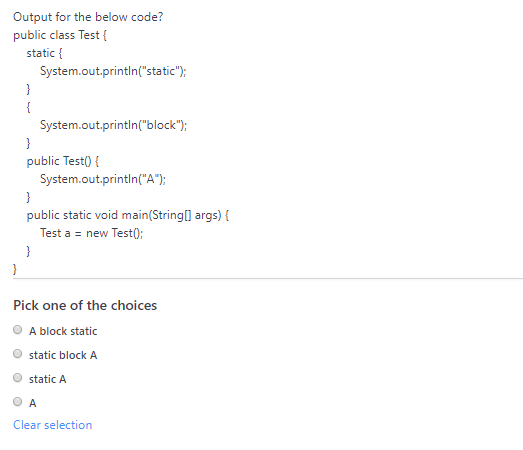 Output for the below code?
public class Test {
static {
System.out.println("static");
}
{
System.out.println("block");
}
public Test() {
System.out.println("A");
}
public static void main(String[] args) {
Test a = new Test();
}
}
Pick one of the choices
A block static
static block A
static A
A
Clear selection